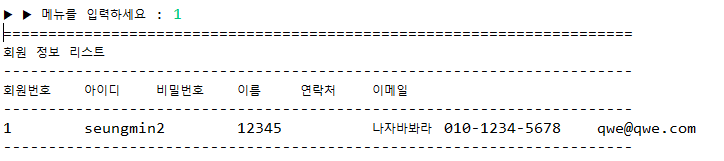 ▶ ▶ 메뉴를 입력하세요 : 1
======================================================================
회원 정보 리스트
----------------------------------------------------------------------
회원번호 아이디 비밀번호 이름 연락처 이메일
----------------------------------------------------------------------
1 seungmin2 12345 나자바봐라 010-1234-5678 qwe@qwe.com
----------------------------------------------------------------------